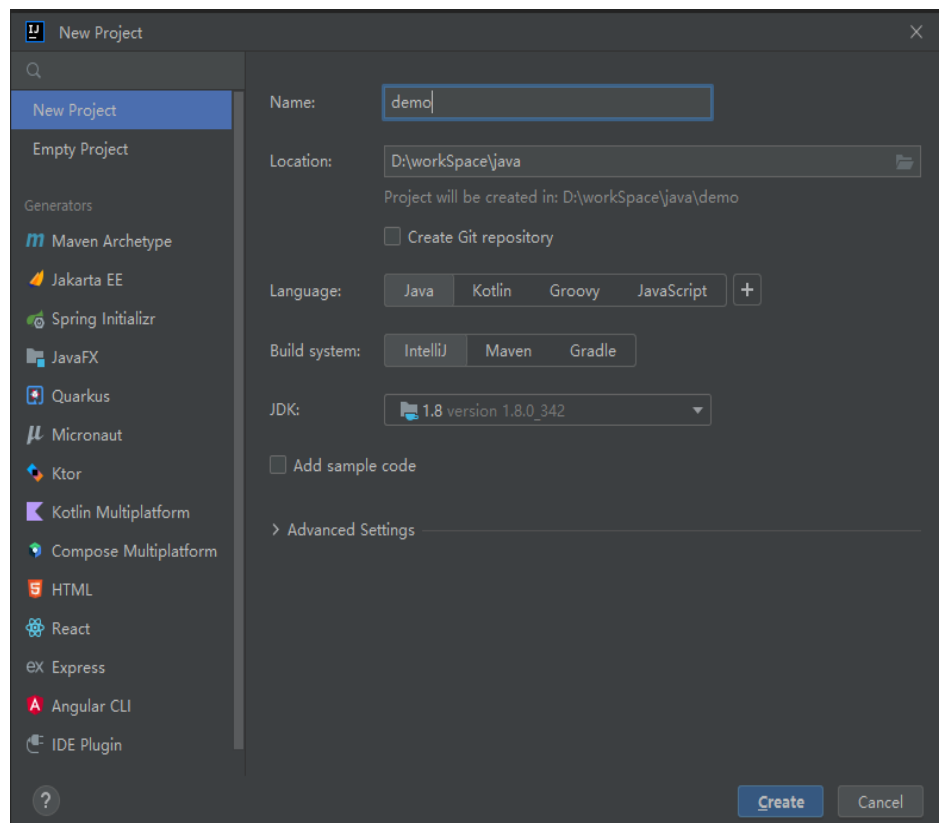 New Project
New Project
Empty Project
Generators
Maven Archetype
Jakarta EE
Spring Initializr
JavaFX
Quarkus
Micronaut
Ktor
Kotlin Multiplatform
Compose Multiplatform
HTML
React
ex Express
Angular CLI
IDE Plugin
?
Name: demo
Location: D:\workSpace\java
Project will be created in: D:\workSpace\java\demo
Create Git repository
Language: Java Kotlin Groovy JavaScript +
Build system: IntelliJ Maven Gradle
JDK: 1.8 version 1.8.0_342
Add sample code
Advanced Settings
Create Cancel